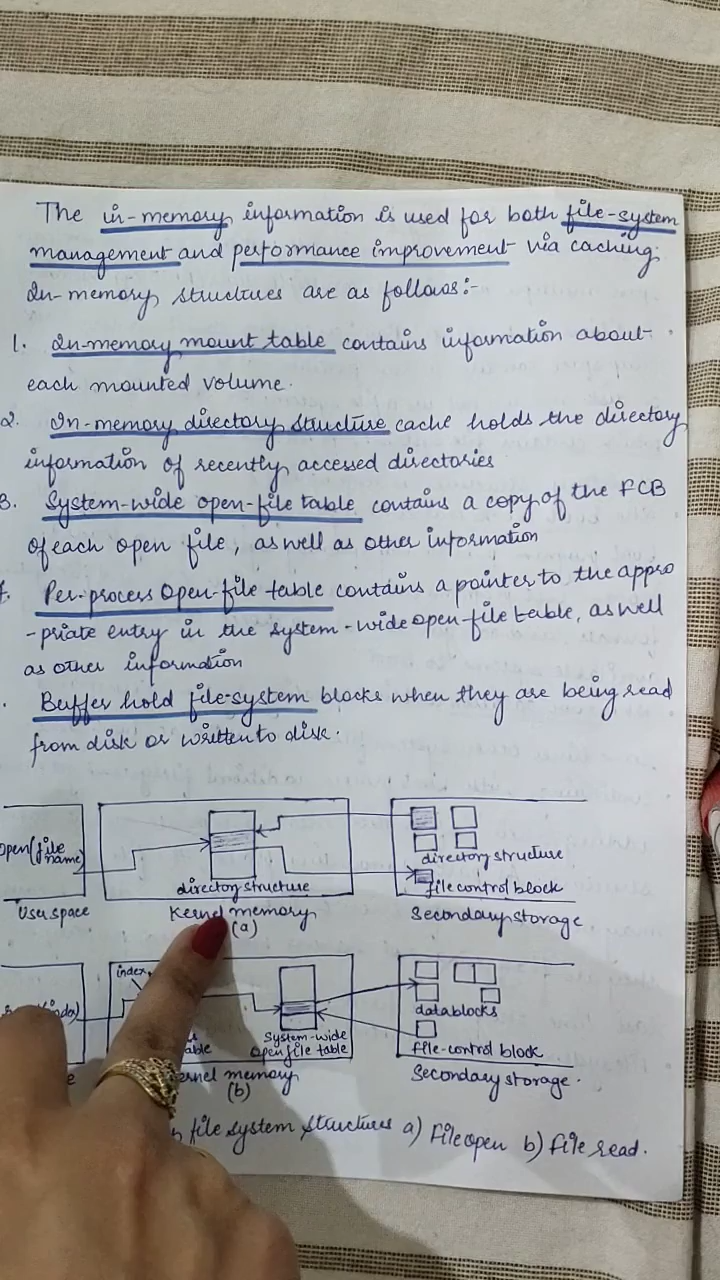 The in-memory information is used for both file-system
management and performance improvement via caching.
In-memory structures are as follows:-
1. In-memory mount table contains information about
each mounted volume.
2. In-memory directory structure cache holds the directory
information of recently accessed directories
3. System-wide open-file table contains a copy of the FCB
of each open file, as well as other information
Per-process open-file table contains a pointer to the appro
-priate entry in the system-wide open-file table, as well
as other information
Buffer hold file-system blocks when they are being read
from disk or written to disk.
open(file
name)
directory structure
directory structure
file control block
User space
Kernel memory
Secondary storage
(a)
index
data blocks
able
System-wide
open file table
file-control block
ernel memory
Secondary storage.
(b)
file system structures a) File open b) file read.